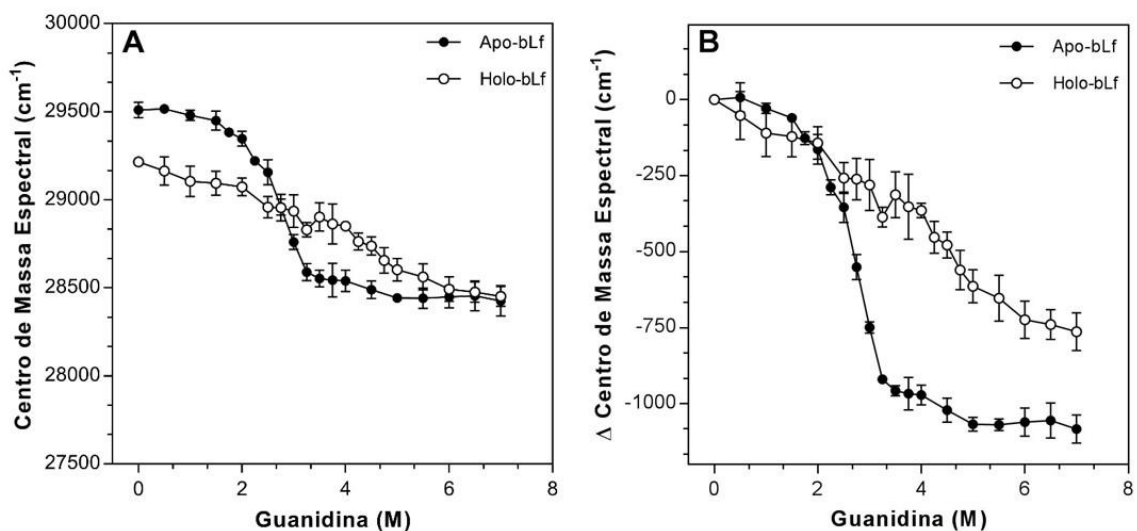 A
Apo-bLf
Holo-bLf
Centro de Massa Espectral (cm⁻¹)
30000
29500
29000
28500
28000
27500
0
2
4
6
8
Guanidina (M)
B
Apo-bLf
Holo-bLf
Δ Centro de Massa Espectral (cm⁻¹)
0
-250
-500
-750
-1000
0
2
4
6
8
Guanidina (M)